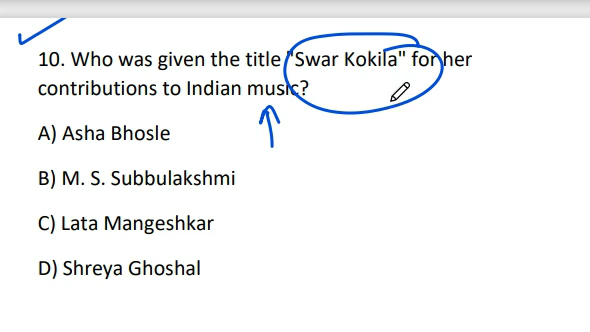 10. Who was given the title "Swar Kokila" for her
contributions to Indian music?
A) Asha Bhosle
B) M. S. Subbulakshmi
C) Lata Mangeshkar
D) Shreya Ghoshal